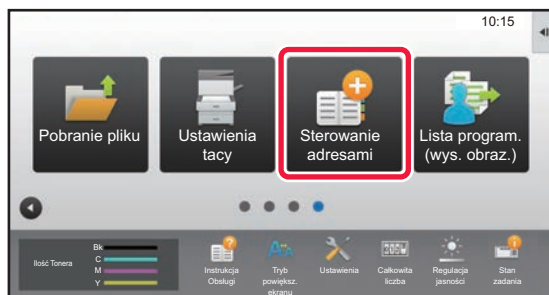 10:15
Pobranie pliku
Ustawienia
tacy
Sterowanie
adresami
Lista program.
(wys. obraz.)
Ilość Tonera
Bk
C
M
Y
Instrukcja
Obsługi
Tryb
powiększ.
ekranu
Ustawienia
Całkowita
liczba
Regulacja
jasności
Stan
zadania